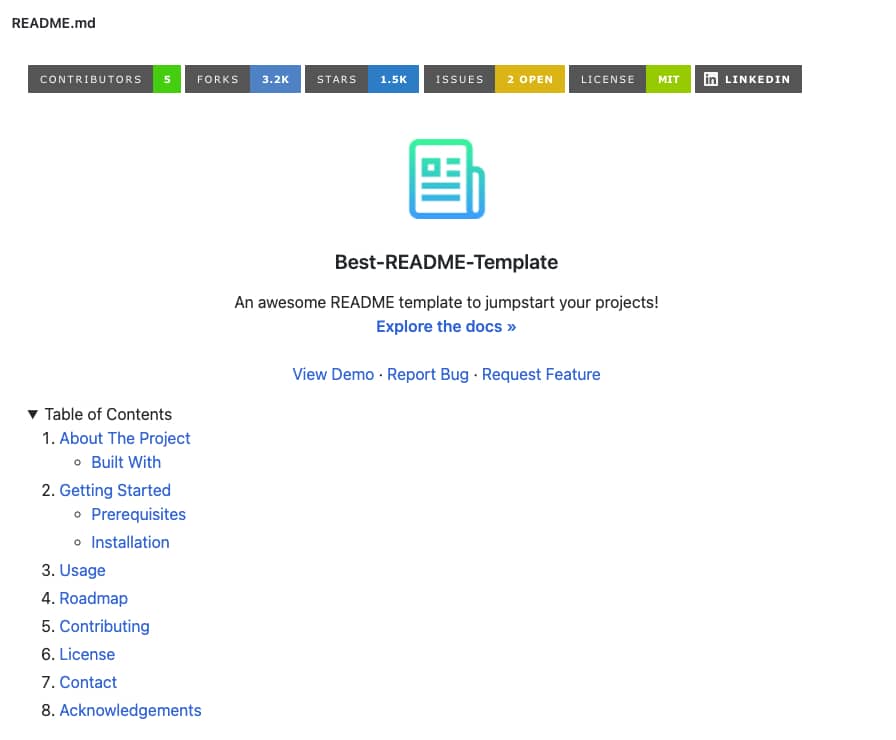 README.md
CONTRIBUTORS 5 FORKS 3.2K STARS 1.5K ISSUES 2 OPEN LICENSE MIT in LINKEDIN
Best-README-Template
An awesome README template to jumpstart your projects!
Explore the docs »
View Demo · Report Bug · Request Feature
▼ Table of Contents
1. About The Project
◦ Built With
2. Getting Started
◦ Prerequisites
◦ Installation
3. Usage
4. Roadmap
5. Contributing
6. License
7. Contact
8. Acknowledgements